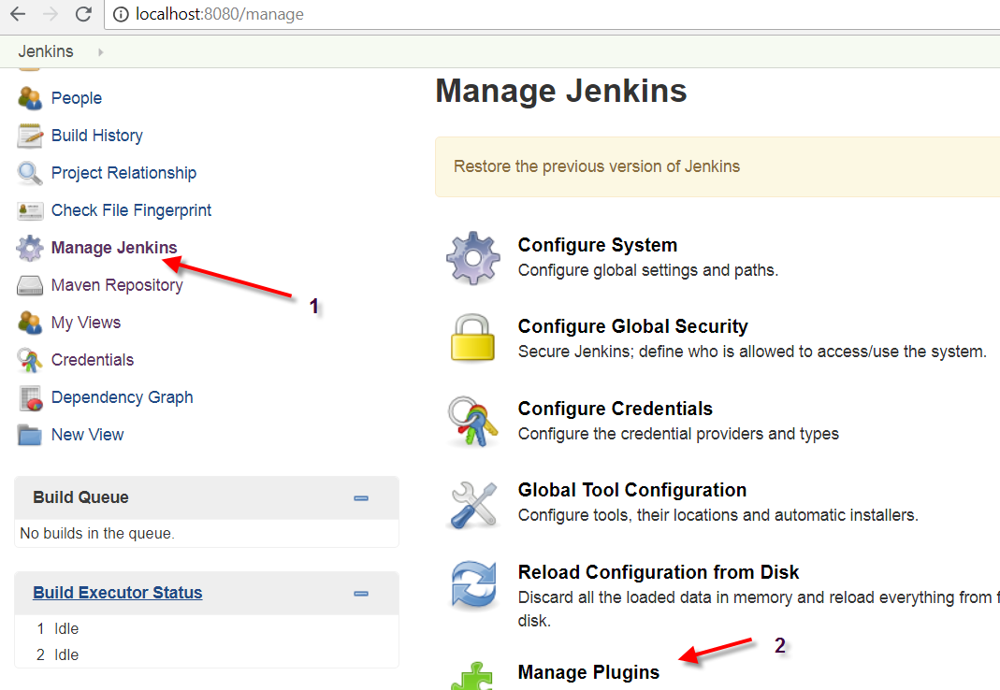 localhost:8080/manage
Jenkins
People
Build History
Project Relationship
Check File Fingerprint
Manage Jenkins
1
Maven Repository
My Views
Credentials
Dependency Graph
New View
Build Queue
No builds in the queue.
Build Executor Status
1 Idle
2 Idle
Manage Jenkins
Restore the previous version of Jenkins
Configure System
Configure global settings and paths.
Configure Global Security
Secure Jenkins; define who is allowed to access/use the system.
Configure Credentials
Configure the credential providers and types
Global Tool Configuration
Configure tools, their locations and automatic installers.
Reload Configuration from Disk
Discard all the loaded data in memory and reload everything from f
disk.
Manage Plugins
2